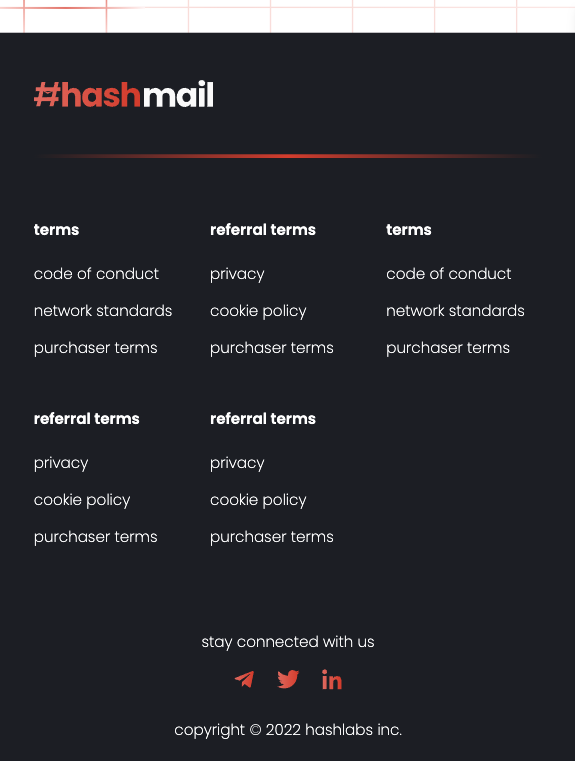 #hashmail
terms
code of conduct
network standards
purchaser terms
referral terms
privacy
cookie policy
purchaser terms
terms
code of conduct
network standards
purchaser terms
referral terms
privacy
cookie policy
purchaser terms
referral terms
privacy
cookie policy
purchaser terms
stay connected with us
in
copyright © 2022 hashlabs inc.